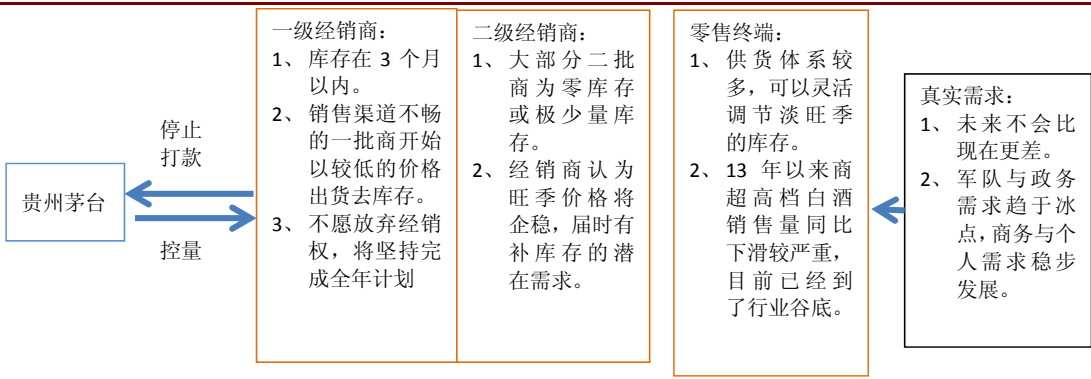 贵州茅台
停止
打款
控量
一级经销商：
1、 库存在 3 个月
以内。
2、 销售渠道不畅
的一批商开始
以较低的价格
出货去库存。
3、 不愿放弃经销
权，将坚持完
成全年计划
二级经销商：
1、 大部分二批
商为零库存
或极少量库
存。
2、 经销商认为
旺季价格将
企稳，届时有
补库存的潜
在需求。
零售终端：
1、 供货体系较
多，可以灵活
调节淡旺季
的库存。
2、 13 年以来商
超高档白酒
销售量同比
下滑较严重，
目前已经到
了行业谷底。
真实需求：
1、 未来不会比
现在更差。
2、 军队与政务
需求趋于冰
点，商务与个
人需求稳步
发展。